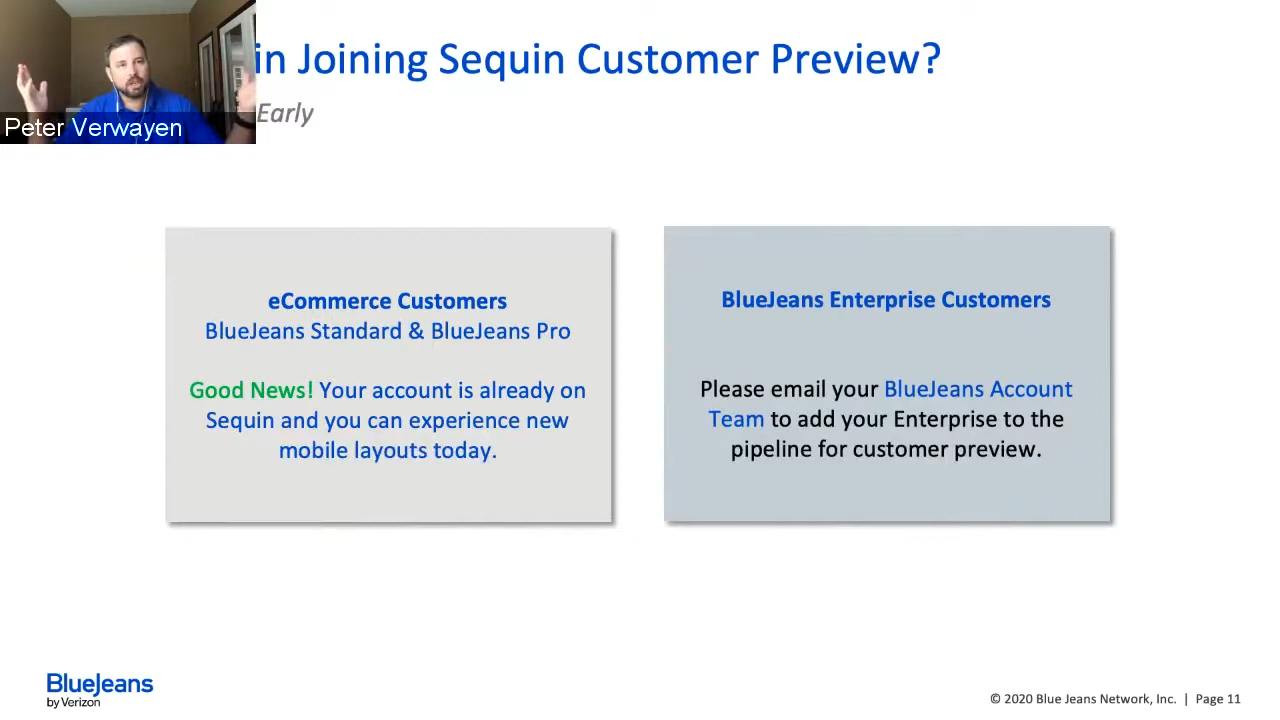 in Joining Sequin Customer Preview?
Early
Peter Verwayen
eCommerce Customers
BlueJeans Standard & BlueJeans Pro
Good News! Your account is already on
Sequin and you can experience new
mobile layouts today.
BlueJeans Enterprise Customers
Please email your BlueJeans Account
Team to add your Enterprise to the
pipeline for customer preview.
BlueJeans
by Verizon
© 2020 Blue Jeans Network, Inc. | Page 11